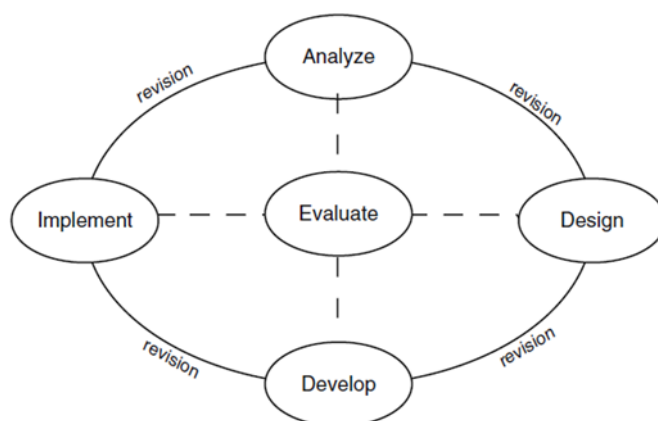 Analyze
revision
revision
Implement
Evaluate
Design
revision
revision
Develop